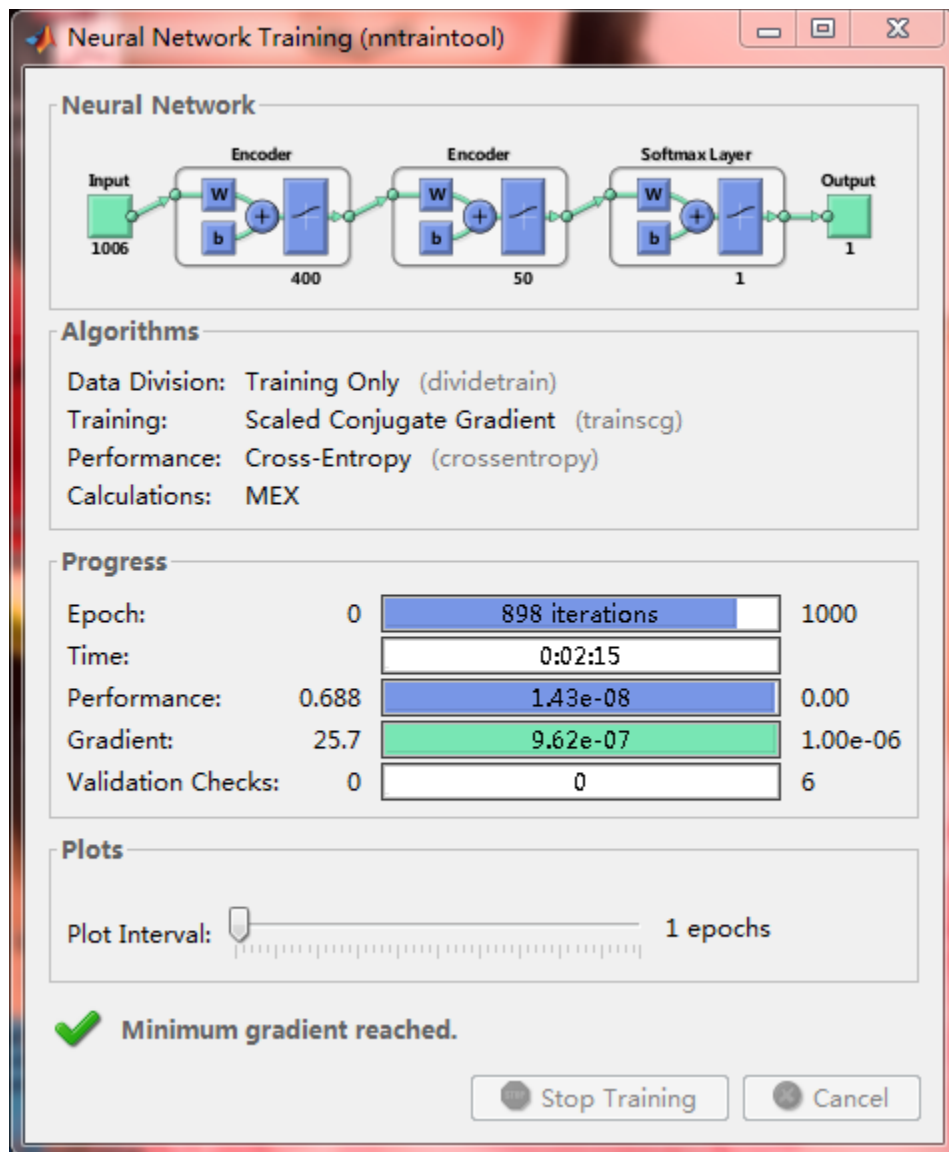 Neural Network Training (nntraintool)
Neural Network
Encoder Encoder Softmax Layer
Input Output
W W W
b b b
1006 1
400 50 1
Algorithms
Data Division: Training Only (dividetrain)
Training: Scaled Conjugate Gradient (trainscg)
Performance: Cross-Entropy (crossentropy)
Calculations: MEX
Progress
Epoch: 0 898 iterations 1000
Time: 0:02:15
Performance: 0.688 1.43e-08 0.00
Gradient: 25.7 9.62e-07 1.00e-06
Validation Checks: 0 0 6
Plots
Plot Interval: 1 epochs
Minimum gradient reached.
Stop Training Cancel